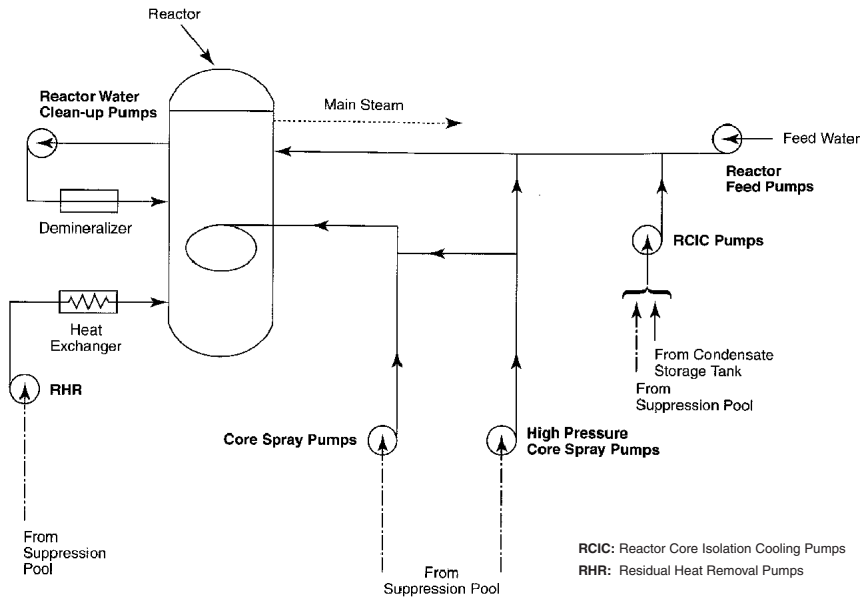 Reactor
Reactor Water
Clean-up Pumps
Main Steam
Feed Water
Reactor
Feed Pumps
Demineralizer
RCIC Pumps
Heat
Exchanger
From Condensate
Storage Tank
From
Suppression Pool
RHR
Core Spray Pumps
High Pressure
Core Spray Pumps
From
Suppression
Pool
From
Suppression Pool
RCIC: Reactor Core Isolation Cooling Pumps
RHR: Residual Heat Removal Pumps